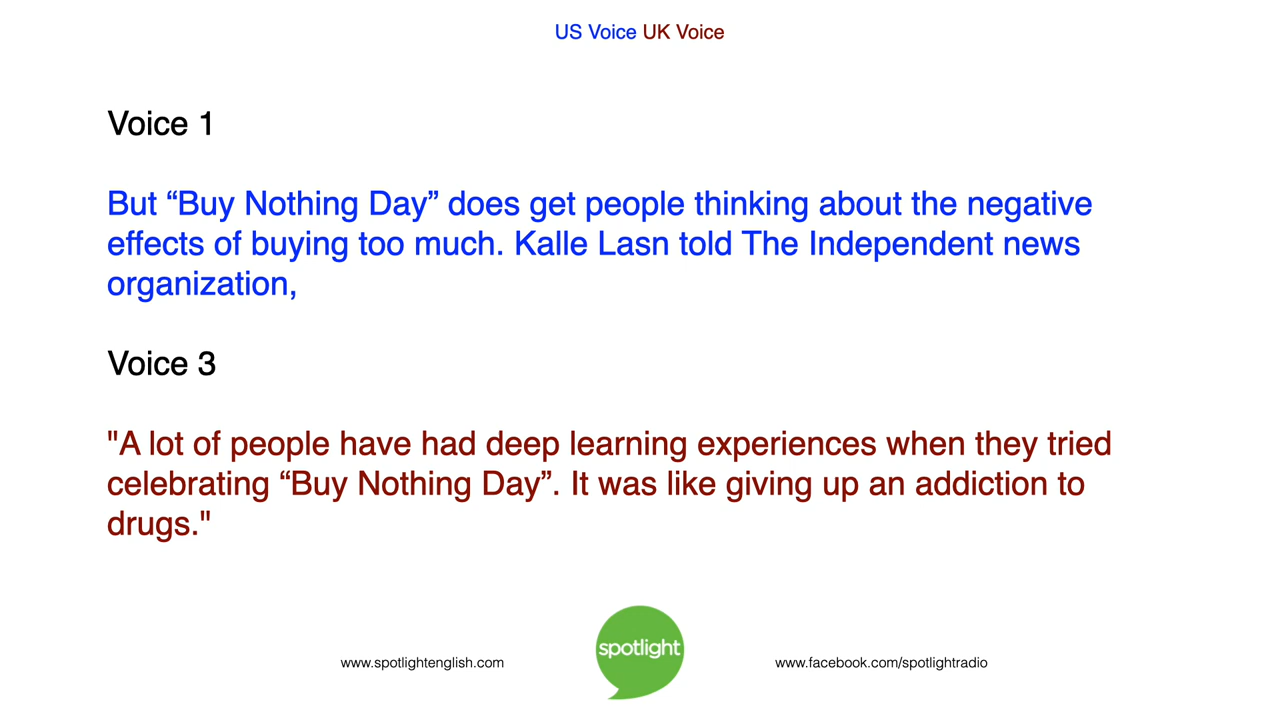 US Voice UK Voice
Voice 1
But “Buy Nothing Day” does get people thinking about the negative
effects of buying too much. Kalle Lasn told The Independent news
organization,
Voice 3
"A lot of people have had deep learning experiences when they tried
celebrating “Buy Nothing Day”. It was like giving up an addiction to
drugs."
www.spotlightenglish.com
spotlight
www.facebook.com/spotlightradio